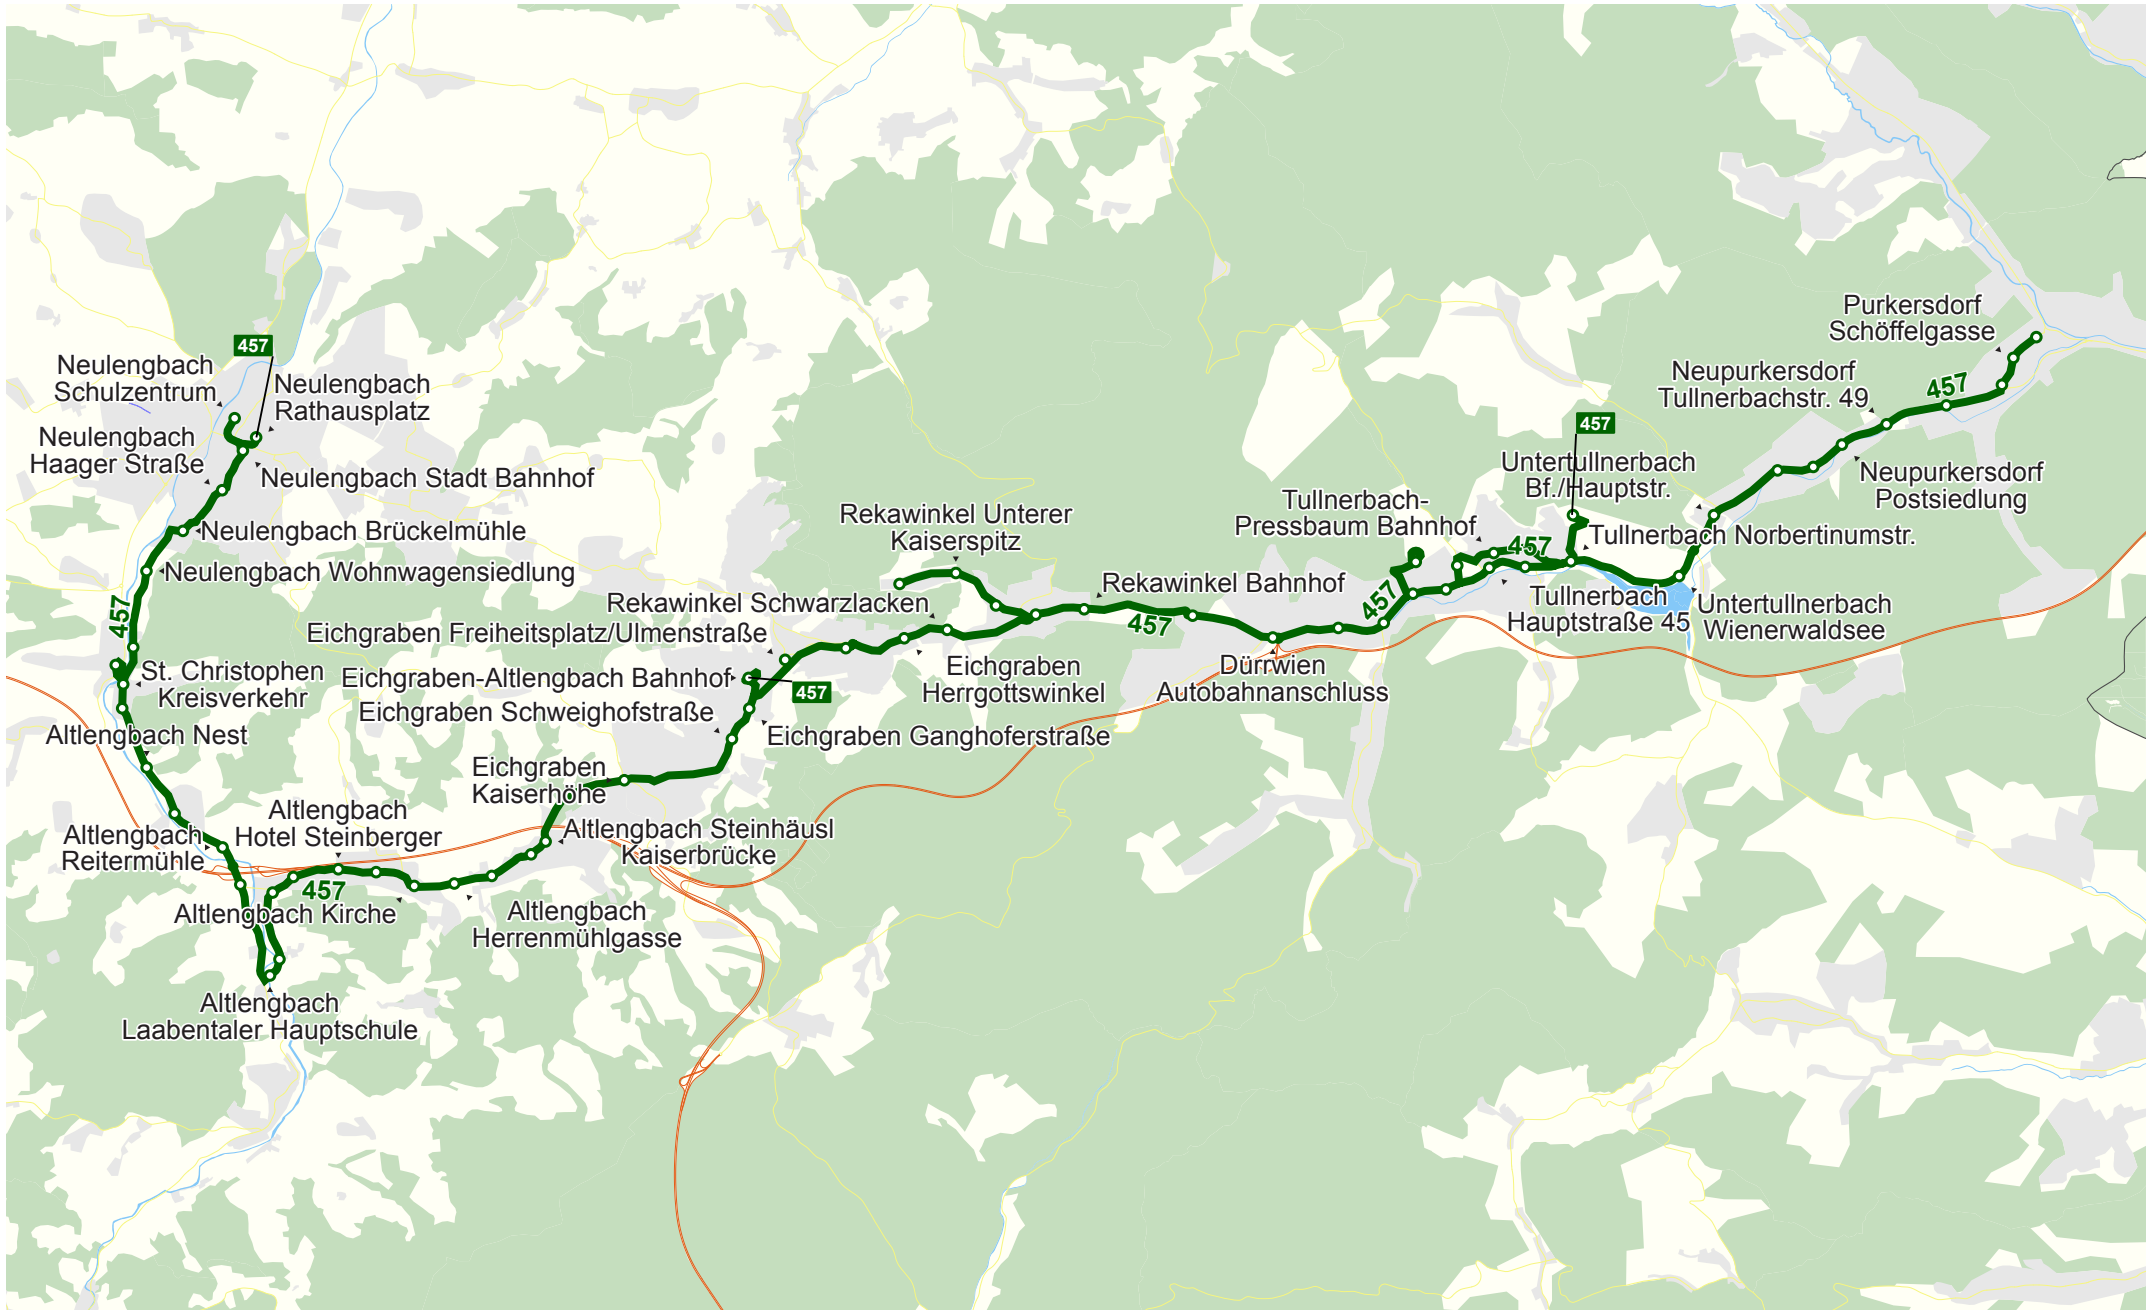 Purkersdorf
Schöffelgasse
457
Neulengbach
Schulzentrum
Neulengbach
Rathausplatz
Neupurkersdorf
Tullnerbachstr. 49
457
457
Neulengbach
Haager Straße
Neulengbach Stadt Bahnhof
Untertullnerbach
Bf./Hauptstr.
Neupurkersdorf
Postsiedlung
Tullnerbach-
Pressbaum Bahnhof
Rekawinkel Unterer
Kaiserspitz
Neulengbach Brückelmühle
Tullnerbach Norbertinumstr.
457
Neulengbach Wohnwagensiedlung
Rekawinkel Bahnhof
457
Rekawinkel Schwarzlacken
Tullnerbach
Hauptstraße 45
Untertullnerbach
Wienerwaldsee
457
457
Eichgraben Freiheitsplatz/Ulmenstraße
St. Christophen
Kreisverkehr
Eichgraben-Altlengbach Bahnhof
457
Eichgraben
Herrgottswinkel
Dürrwien
Autobahnanschluss
Eichgraben Schweighofstraße
Altlengbach Nest
Eichgraben Ganghoferstraße
Eichgraben
Kaiserhöhe
Altlengbach
Hotel Steinberger
Altlengbach
Reitermühle
Altlengbach Steinhäusl
Kaiserbrücke
457
Altlengbach Kirche
Altlengbach
Herrenmühlgasse
Altlengbach
Laabentaler Hauptschule